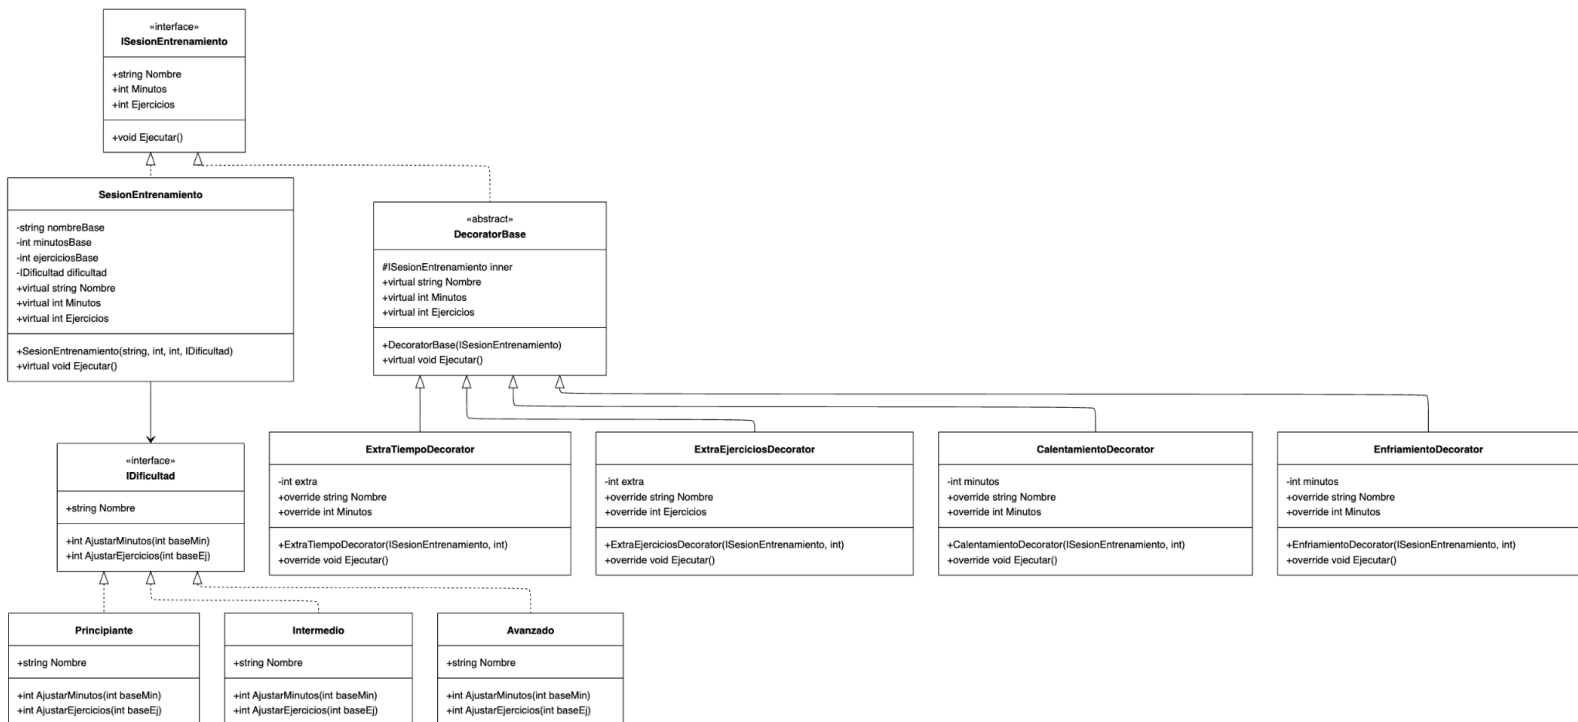 «interface»
ISesionEntrenamiento
+string Nombre
+int Minutos
+int Ejercicios
+void Ejecutar()
SesionEntrenamiento
-string nombreBase
-int minutosBase
-int ejerciciosBase
-IDificultad dificultad
+virtual string Nombre
+virtual int Minutos
+virtual int Ejercicios
+SesionEntrenamiento(string, int, int, IDificultad)
+virtual void Ejecutar()
«abstract»
DecoratorBase
#ISesionEntrenamiento inner
+virtual string Nombre
+virtual int Minutos
+virtual int Ejercicios
+DecoratorBase(ISesionEntrenamiento)
+virtual void Ejecutar()
«interface»
IDificultad
+string Nombre
+int AjustarMinutos(int baseMin)
+int AjustarEjercicios(int baseEj)
ExtraTiempoDecorator
-int extra
+override string Nombre
+override int Minutos
+ExtraTiempoDecorator(ISesionEntrenamiento, int)
+override void Ejecutar()
ExtraEjerciciosDecorator
-int extra
+override string Nombre
+override int Ejercicios
+ExtraEjerciciosDecorator(ISesionEntrenamiento, int)
+override void Ejecutar()
CalentamientoDecorator
-int minutos
+override string Nombre
+override int Minutos
+CalentamientoDecorator(ISesionEntrenamiento, int)
+override void Ejecutar()
EnfriamientoDecorator
-int minutos
+override string Nombre
+override int Minutos
+EnfriamientoDecorator(ISesionEntrenamiento, int)
+override void Ejecutar()
Principiante
+string Nombre
+int AjustarMinutos(int baseMin)
+int AjustarEjercicios(int baseEj)
Intermedio
+string Nombre
+int AjustarMinutos(int baseMin)
+int AjustarEjercicios(int baseEj)
Avanzado
+string Nombre
+int AjustarMinutos(int baseMin)
+int AjustarEjercicios(int baseEj)